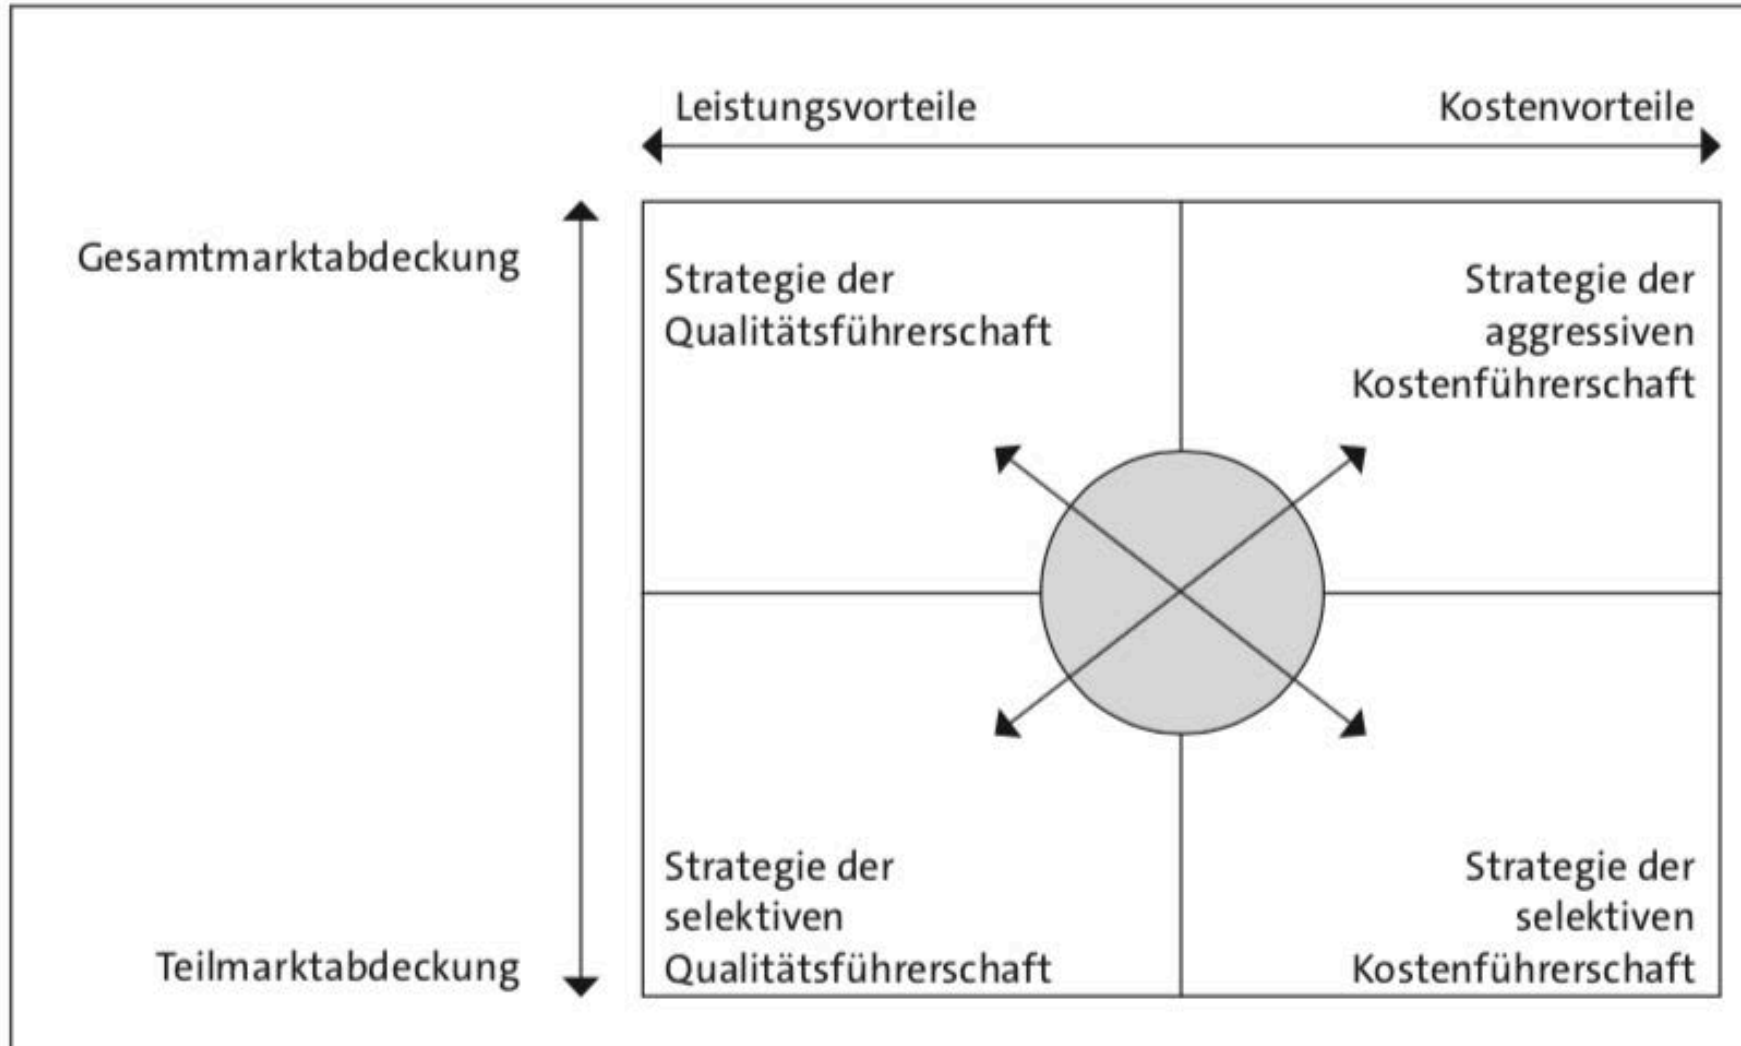 Leistungsvorteile
Kostenvorteile
Gesamtmarktabdeckung
Strategie der
Qualitätsführerschaft
Strategie der
aggressiven
Kostenführerschaft
Teilmarktabdeckung
Strategie der
selektiven
Qualitätsführerschaft
Strategie der
selektiven
Kostenführerschaft